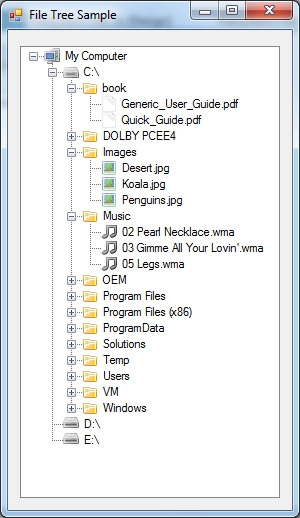 File Tree Sample
My Computer
C:\
book
Generic_User_Guide.pdf
Quick_Guide.pdf
DOLBY PCEE4
Images
Desert.jpg
Koala.jpg
Penguins.jpg
Music
02 Pearl Necklace.wma
03 Gimme All Your Lovin'.wma
05 Legs.wma
OEM
Program Files
Program Files (x86)
ProgramData
Solutions
Temp
Users
VM
Windows
D:\
E:\